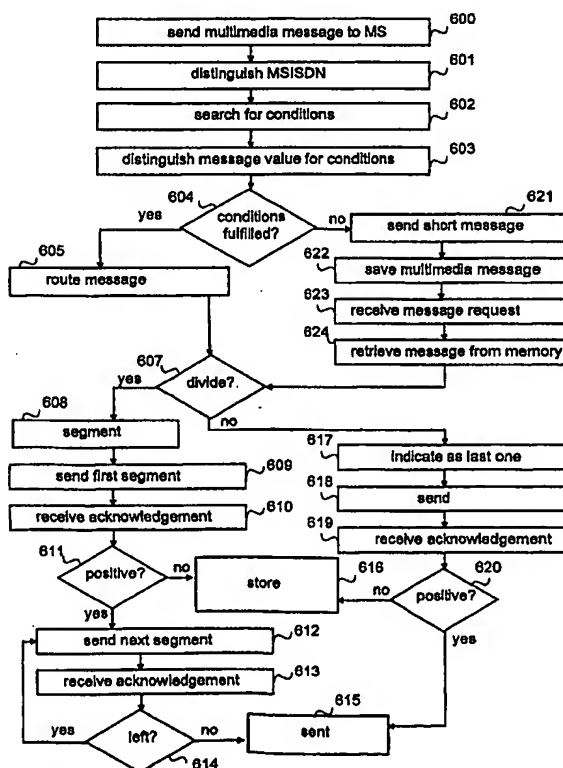 send multimedia message to MS 600
distinguish MSISDN 601
search for conditions 602
distinguish message value for conditions 603
604
conditions
fulfilled?
yes
no
621
send short message
605
route message
622
save multimedia message
623
receive message request
624
retrieve message from memory
607
divide?
yes
no
608
segment
617
indicate as last one
609
send first segment
618
send
610
receive acknowledgement
619
receive acknowledgement
611
positive?
no
yes
store
616
620
positive?
no
yes
send next segment 612
613
receive acknowledgement
left?
yes
no
614
615
sent